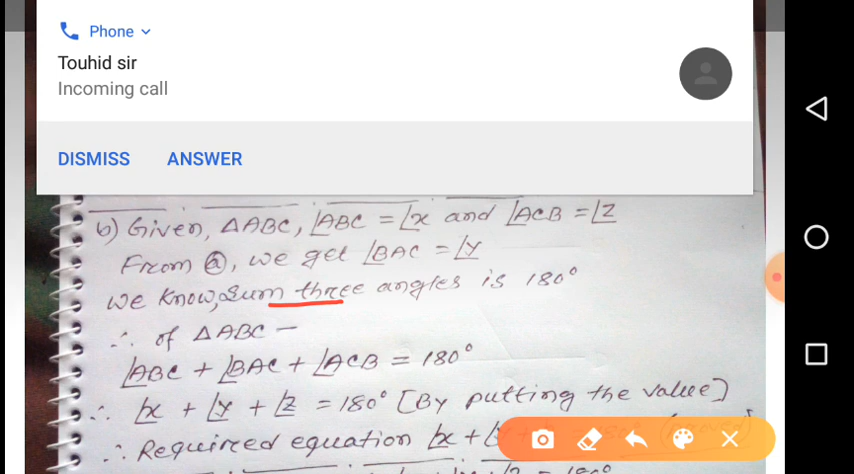 Phone
Touhid sir
Incoming call
DISMISS ANSWER
b) Given, △ABC, ∠ABC = ∠x and ∠ACB = ∠Z
From ⓐ, we get ∠BAC = ∠Y
we know, sum three angles is 180°
∴ of △ABC —
∠ABC + ∠BAC + ∠ACB = 180°
∴ ∠x + ∠y + ∠z = 180° [By putting the value]
∴ Required equation ∠x +